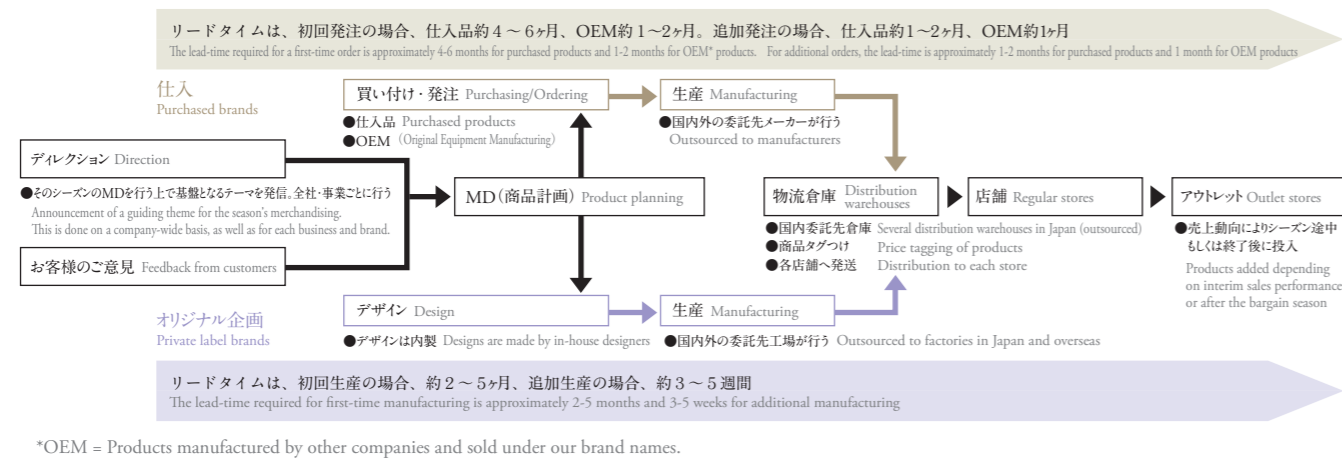 リードタイムは、初回発注の場合、仕入品約４～６ヶ月、OEM約１～2ヶ月。追加発注の場合、仕入品約1～2ヶ月、OEM約1ヶ月
The lead-time required for a first-time order is approximately 4-6 months for purchased products and 1-2 months for OEM* products. For additional orders, the lead-time is approximately 1-2 months for purchased products and 1 month for OEM products
仕入
Purchased brands
買い付け・発注 Purchasing/Ordering
●仕入品 Purchased products
●OEM (Original Equipment Manufacturing)
生産 Manufacturing
●国内外の委託先メーカーが行う
Outsourced to manufacturers
ディレクション Direction
●そのシーズンのMDを行う上で基盤となるテーマを発信。全社・事業ごとに行う
Announcement of a guiding theme for the season's merchandising.
This is done on a company-wide basis, as well as for each business and brand.
お客様のご意見 Feedback from customers
MD（商品計画） Product planning
物流倉庫 Distribution warehouses
●国内委託先倉庫 Several distribution warehouses in Japan (outsourced)
●商品タグつけ Price tagging of products
●各店舗へ発送 Distribution to each store
店舗 Regular stores
アウトレット Outlet stores
●売上動向によりシーズン途中
もしくは終了後に投入
Products added depending
on interim sales performance
or after the bargain season
オリジナル企画
Private label brands
デザイン Design
●デザインは内製 Designs are made by in-house designers
生産 Manufacturing
●国内外の委託先工場が行う Outsourced to factories in Japan and overseas
リードタイムは、初回生産の場合、約２～５ヶ月、追加生産の場合、約３～５週間
The lead-time required for first-time manufacturing is approximately 2-5 months and 3-5 weeks for additional manufacturing
*OEM = Products manufactured by other companies and sold under our brand names.